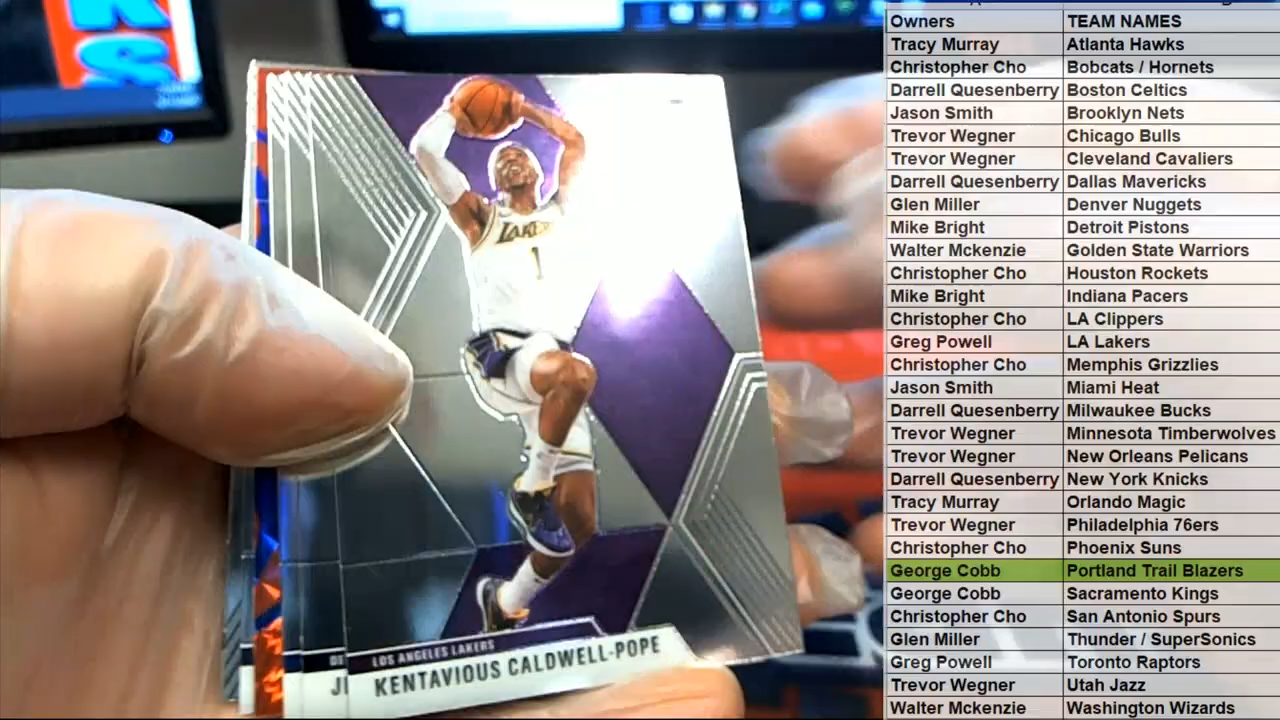 KS
LAKERS
1
LOS ANGELES LAKERS
KENTAVIOUS CALDWELL-POPE
Owners TEAM NAMES
Tracy Murray Atlanta Hawks
Christopher Cho Bobcats / Hornets
Darrell Quesenberry Boston Celtics
Jason Smith Brooklyn Nets
Trevor Wegner Chicago Bulls
Trevor Wegner Cleveland Cavaliers
Darrell Quesenberry Dallas Mavericks
Glen Miller Denver Nuggets
Mike Bright Detroit Pistons
Walter Mckenzie Golden State Warriors
Christopher Cho Houston Rockets
Mike Bright Indiana Pacers
Christopher Cho LA Clippers
Greg Powell LA Lakers
Christopher Cho Memphis Grizzlies
Jason Smith Miami Heat
Darrell Quesenberry Milwaukee Bucks
Trevor Wegner Minnesota Timberwolves
Trevor Wegner New Orleans Pelicans
Darrell Quesenberry New York Knicks
Tracy Murray Orlando Magic
Trevor Wegner Philadelphia 76ers
Christopher Cho Phoenix Suns
George Cobb Portland Trail Blazers
George Cobb Sacramento Kings
Christopher Cho San Antonio Spurs
Glen Miller Thunder / SuperSonics
Greg Powell Toronto Raptors
Trevor Wegner Utah Jazz
Walter Mckenzie Washington Wizards